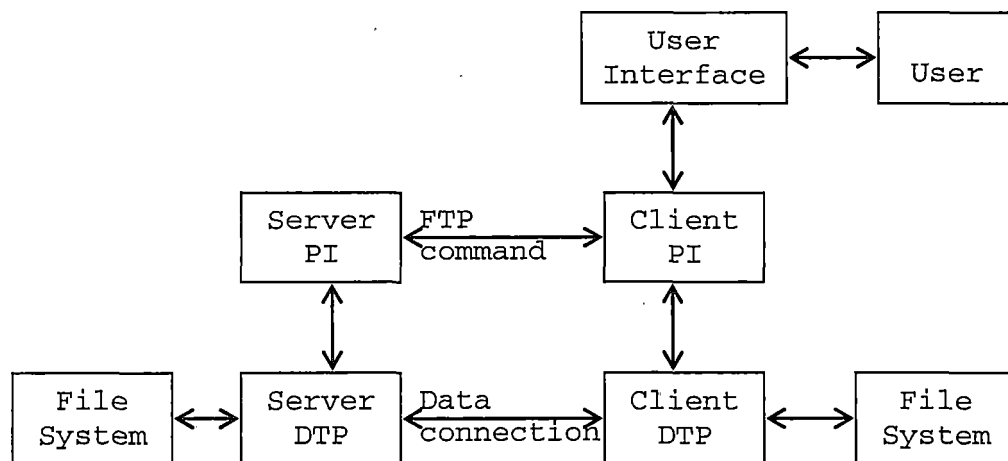 User
Interface
User
Server
PI
FTP
command
Client
PI
File
System
Server
DTP
Data
connection
Client
DTP
File
System